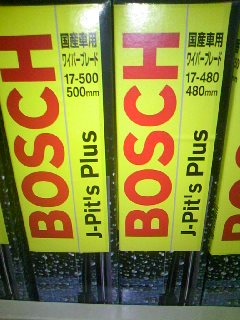 BOSCH
国産車用
ワイパーブレード
17-500
500mm
J-Pit's Plus
BOSCH
国産車用
ワイパーブレード
17-480
480mm
J-Pit's Plus